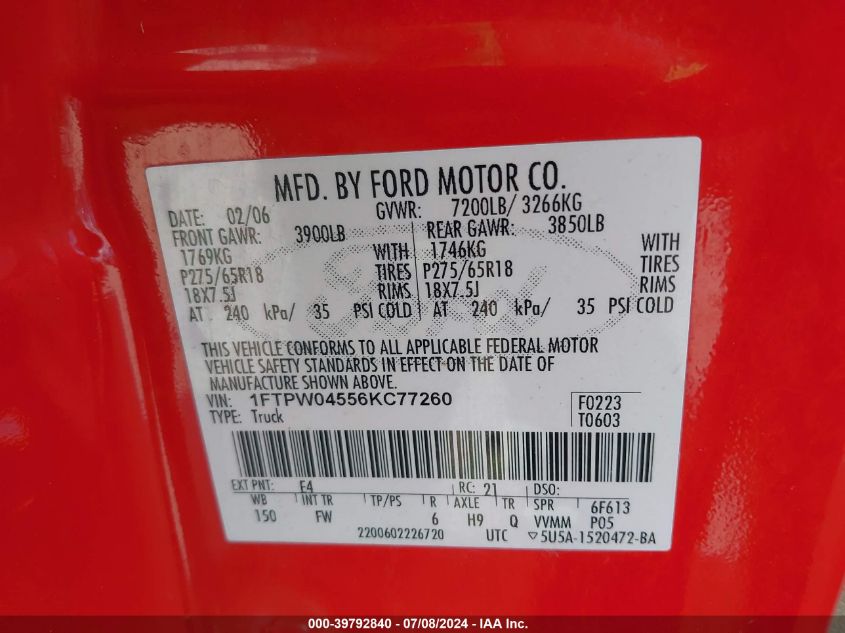 MFD. BY FORD MOTOR CO.
DATE: 02/06 GVWR: 7200LB/ 3266KG
FRONT GAWR: 3900LB REAR GAWR: 3850LB
1769KG WITH 1746KG WITH
P275/65R18 TIRES P275/65R18 TIRES
18X7.5J RIMS 18X7.5J RIMS
AT 240 kPa/ 35 PSI COLD AT 240 kPa/ 35 PSI COLD
THIS VEHICLE CONFORMS TO ALL APPLICABLE FEDERAL MOTOR
VEHICLE SAFETY STANDARDS IN EFFECT ON THE DATE OF
MANUFACTURE SHOWN ABOVE.
VIN: 1FTPW04556KC77260 F0223
TYPE: Truck T0603
EXT PNT: E4 RC: 21 DSO:
WB INT TR TP/PS R AXLE TR SPR 6F613
150 FW 6 H9 Q VVMM P05
2200602226720 UTC ▽5U5A-1520472-BA
000-39792840 - 07/08/2024 - IAA Inc.